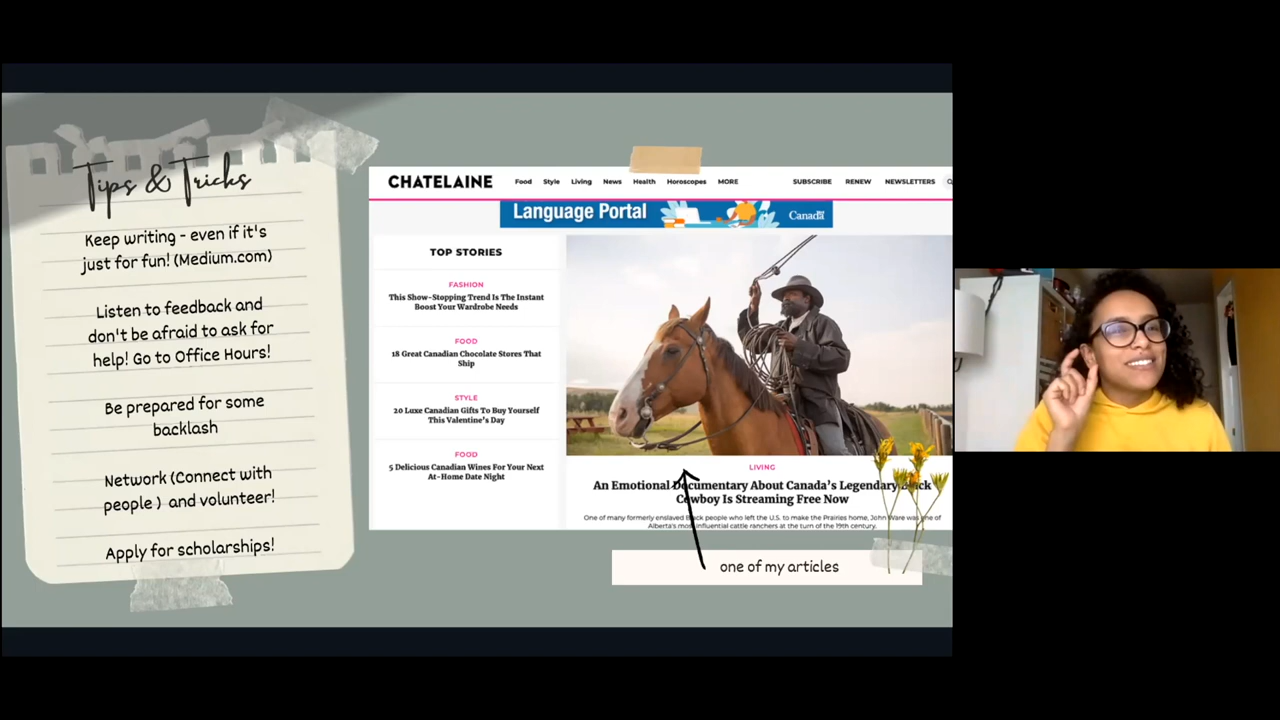 Tips & Tricks
Keep writing - even if it's
just for fun! (Medium.com)
Listen to feedback and
don't be afraid to ask for
help! Go to Office Hours!
Be prepared for some
backlash
Network (Connect with
people ) and volunteer!
Apply for scholarships!
CHATELAINE
Food Style Living News Health Horoscopes MORE SUBSCRIBE RENEW NEWSLETTERS
Language Portal Canada
TOP STORIES
FASHION
This Show-Stopping Trend Is The Instant
Boost Your Wardrobe Needs
FOOD
18 Great Canadian Chocolate Stores That
Ship
STYLE
20 Luxe Canadian Gifts To Buy Yourself
This Valentine's Day
FOOD
5 Delicious Canadian Wines For Your Next
At-Home Date Night
LIVING
An Emotional Documentary About Canada's Legendary Black
Cowboy Is Streaming Free Now
One of many formerly enslaved Black people who left the U.S. to make the Prairies home, John Ware was one of
Alberta's most influential cattle ranchers at the turn of the 19th century.
one of my articles